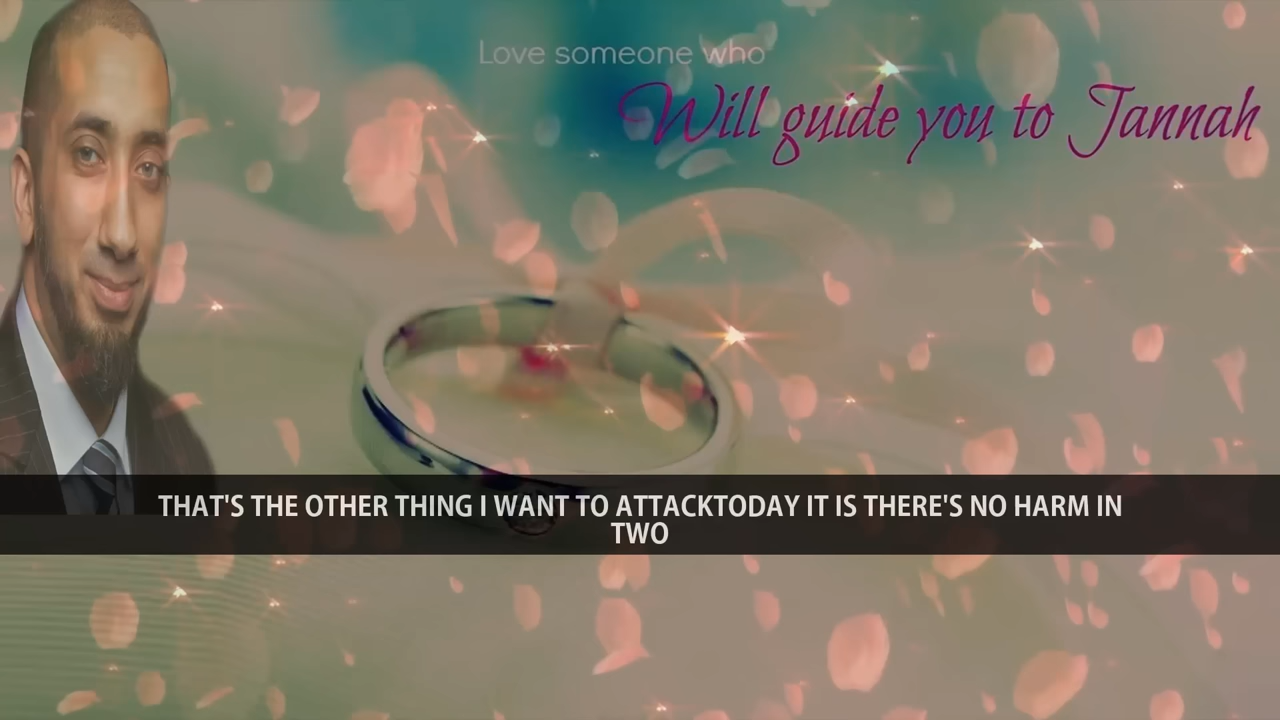 Love someone who
Will guide you to Jannah
THAT'S THE OTHER THING I WANT TO ATTACKTODAY IT IS THERE'S NO HARM IN
TWO